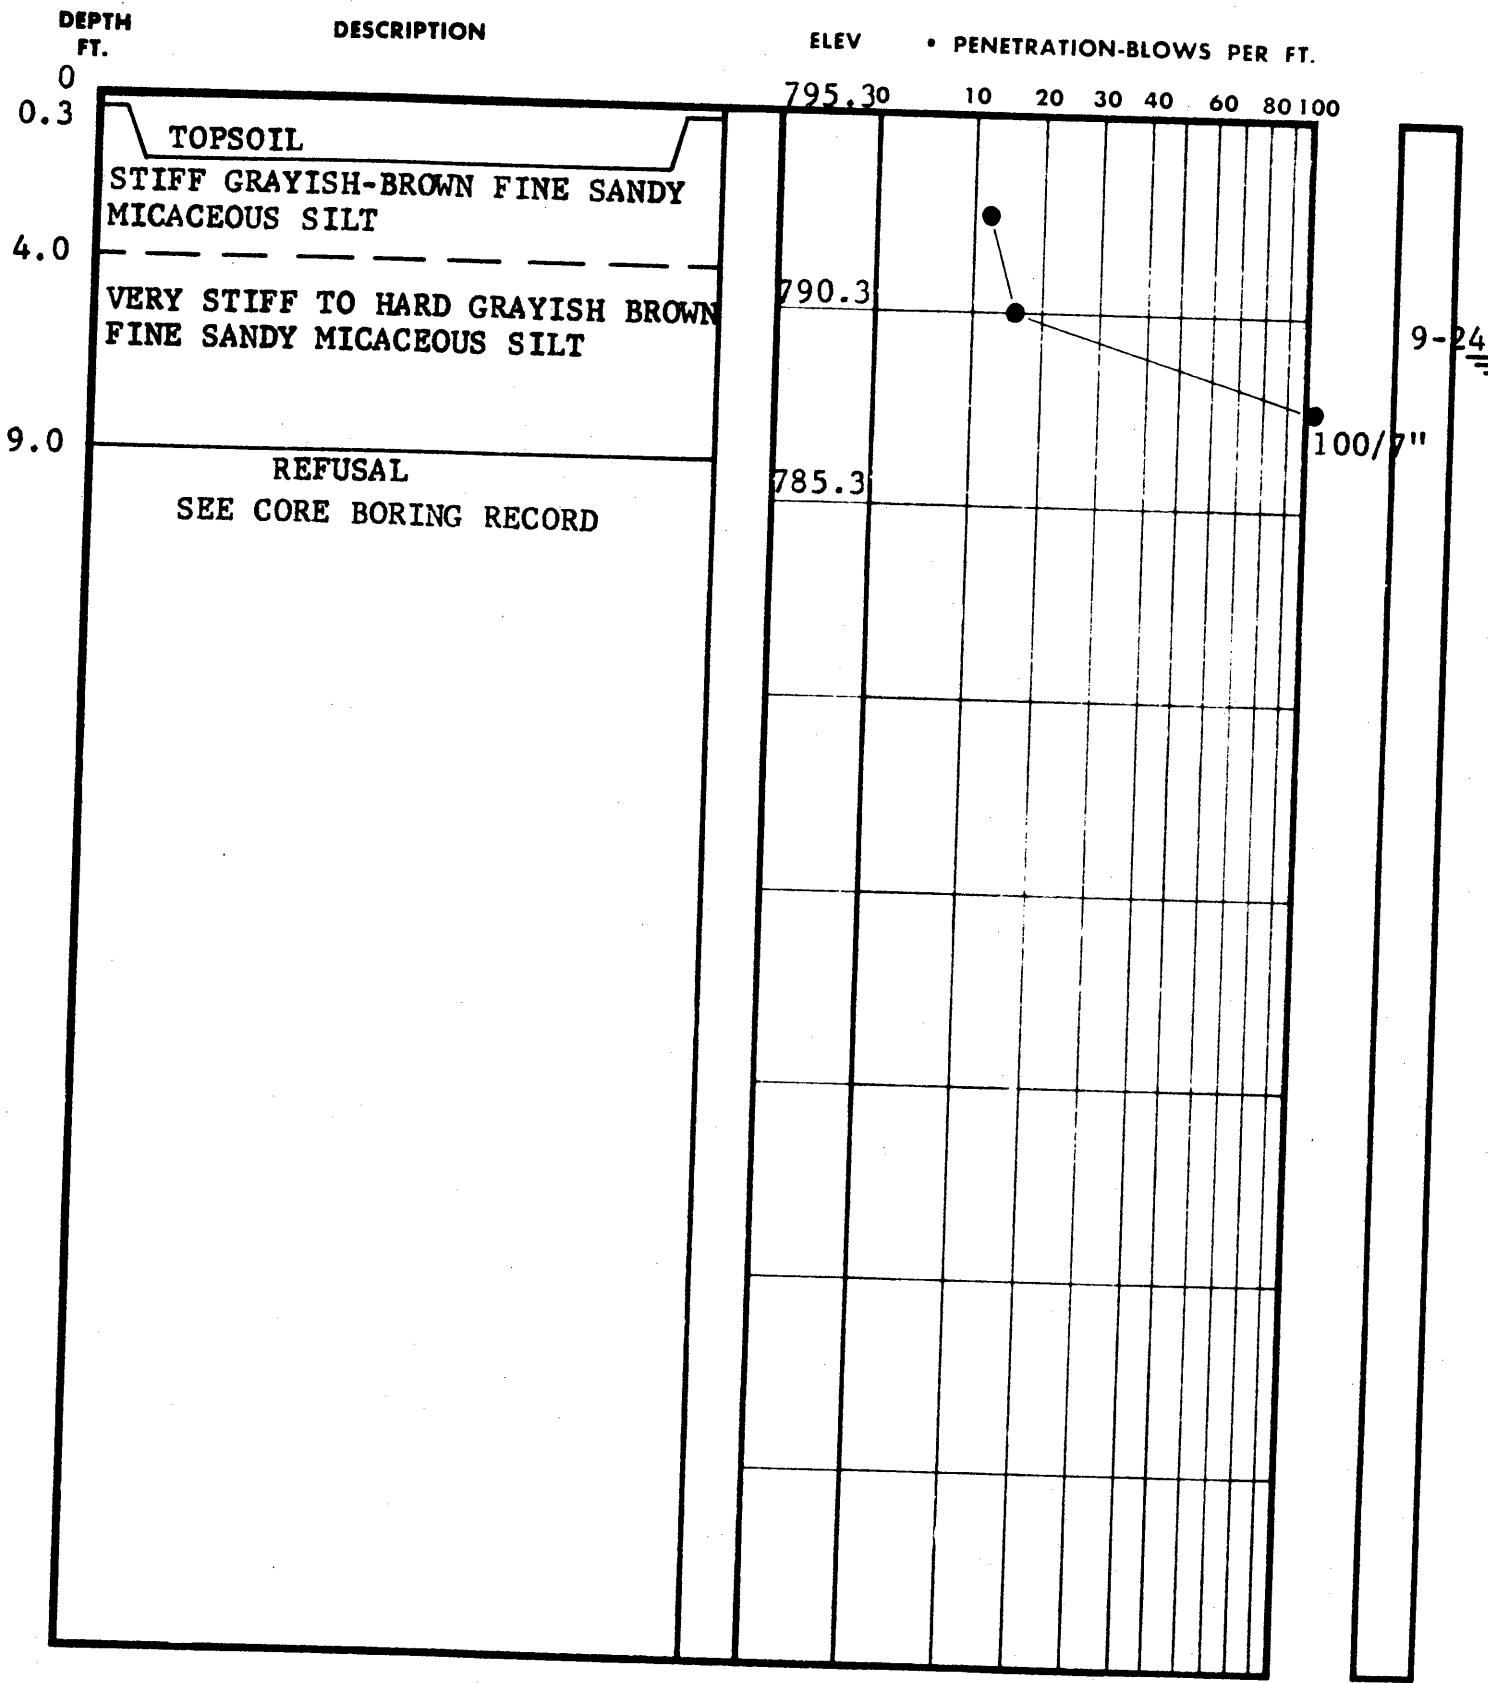 DEPTH
FT.
DESCRIPTION
ELEV
• PENETRATION-BLOWS PER FT.
0
795.3
0 10 20 30 40 60 80 100
0.3
TOPSOIL
STIFF GRAYISH-BROWN FINE SANDY
MICACEOUS SILT
4.0
VERY STIFF TO HARD GRAYISH BROWN
FINE SANDY MICACEOUS SILT
790.3
9-24
100/7"
9.0
REFUSAL
SEE CORE BORING RECORD
785.3